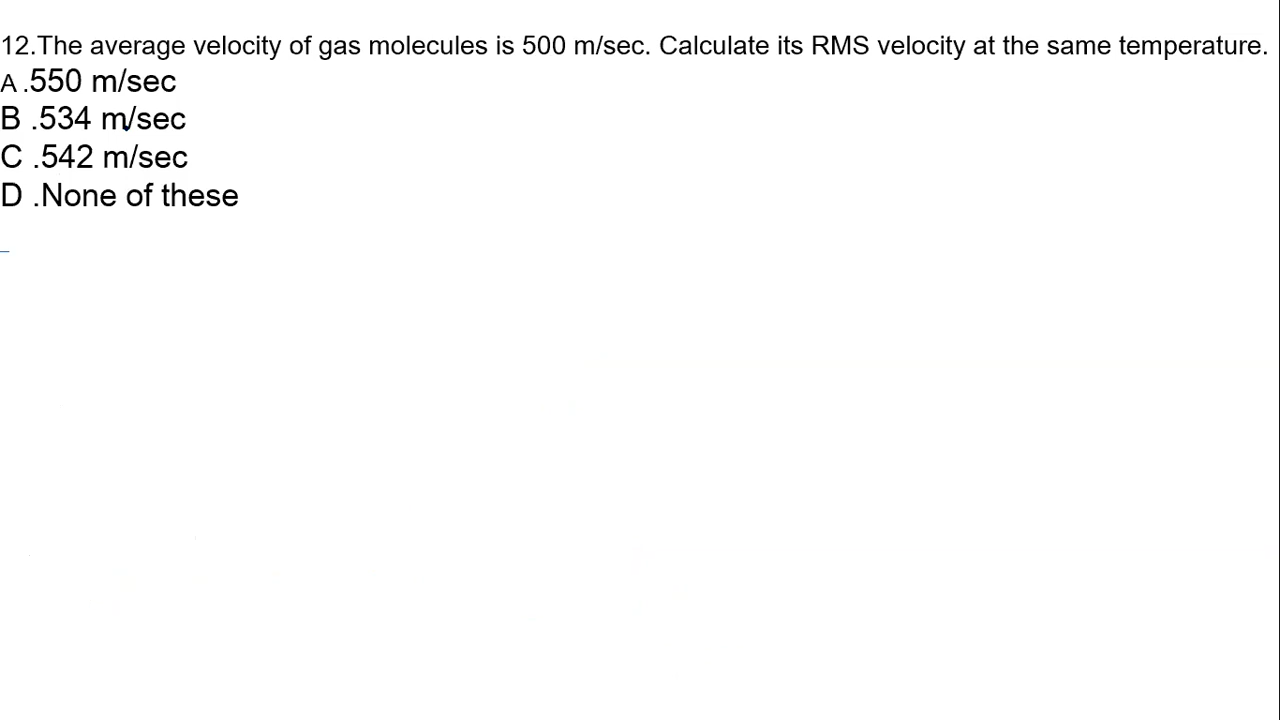 12.The average velocity of gas molecules is 500 m/sec. Calculate its RMS velocity at the same temperature.
A .550 m/sec
B .534 m/sec
C .542 m/sec
D .None of these